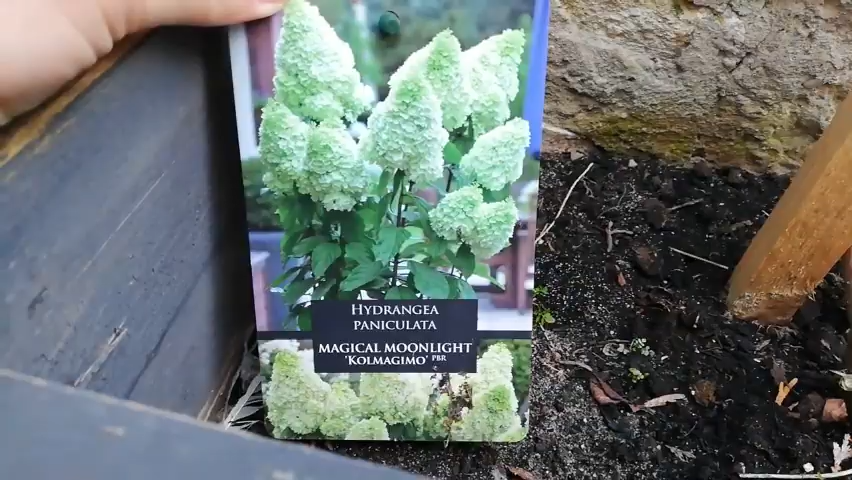 HYDRANGEA
PANICULATA
MAGICAL MOONLIGHT
'KOLMAGIMO' PBR